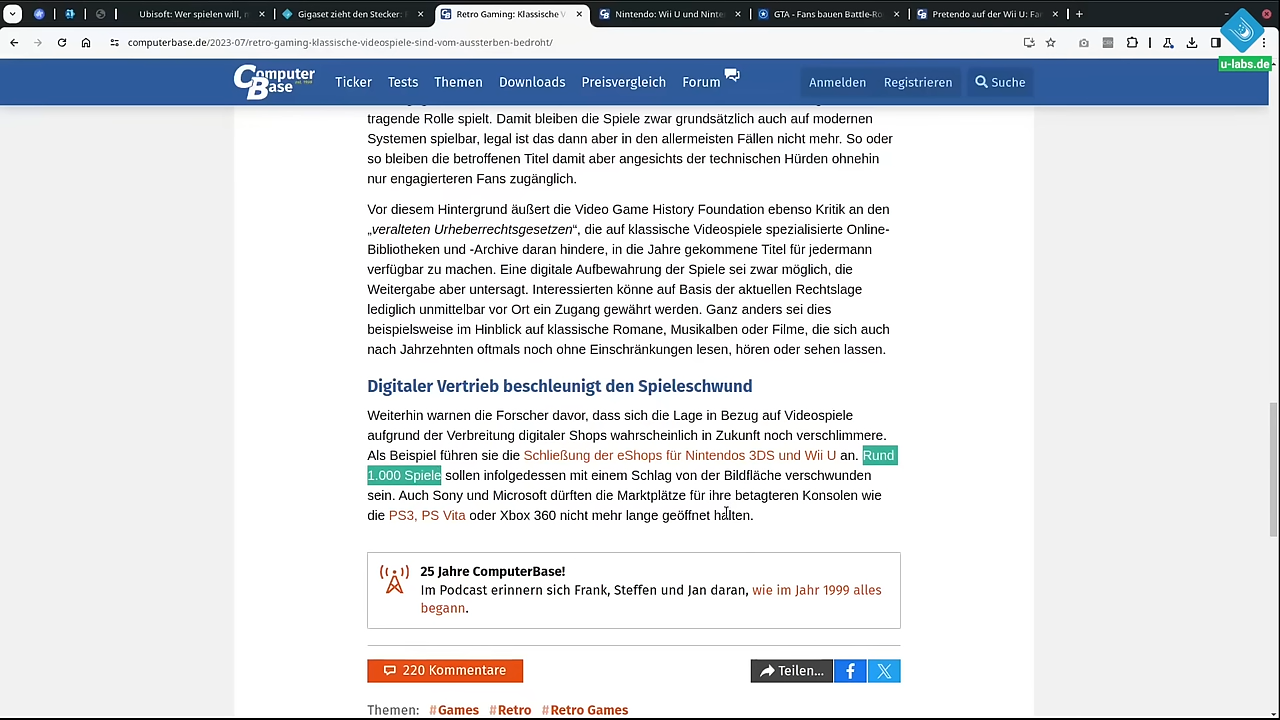 Ubisoft: Wer spielen will, n
Gigaset zieht den Stecker:
Retro Gaming: Klassische V
Nintendo: Wii U und Ninte
GTA - Fans bauen Battle-Ro
Pretendo auf der Wii U: Fa
computerbase.de/2023-07/retro-gaming-klassische-videospiele-sind-vom-aussterben-bedroht/
u-labs.de
Computer Base
Ticker
Tests
Themen
Downloads
Preisvergleich
Forum
Anmelden
Registrieren
Suche
tragende Rolle spielt. Damit bleiben die Spiele zwar grundsätzlich auch auf modernen
Systemen spielbar, legal ist das dann aber in den allermeisten Fällen nicht mehr. So oder
so bleiben die betroffenen Titel damit aber angesichts der technischen Hürden ohnehin
nur engagierteren Fans zugänglich.
Vor diesem Hintergrund äußert die Video Game History Foundation ebenso Kritik an den
„veralteten Urheberrechtsgesetzen“, die auf klassische Videospiele spezialisierte Online-
Bibliotheken und -Archive daran hindere, in die Jahre gekommene Titel für jedermann
verfügbar zu machen. Eine digitale Aufbewahrung der Spiele sei zwar möglich, die
Weitergabe aber untersagt. Interessierten könne auf Basis der aktuellen Rechtslage
lediglich unmittelbar vor Ort ein Zugang gewährt werden. Ganz anders sei dies
beispielsweise im Hinblick auf klassische Romane, Musikalben oder Filme, die sich auch
nach Jahrzehnten oftmals noch ohne Einschränkungen lesen, hören oder sehen lassen.
Digitaler Vertrieb beschleunigt den Spieleschwund
Weiterhin warnen die Forscher davor, dass sich die Lage in Bezug auf Videospiele
aufgrund der Verbreitung digitaler Shops wahrscheinlich in Zukunft noch verschlimmere.
Als Beispiel führen sie die Schließung der eShops für Nintendos 3DS und Wii U an. Rund
1.000 Spiele sollen infolgedessen mit einem Schlag von der Bildfläche verschwunden
sein. Auch Sony und Microsoft dürften die Marktplätze für ihre betagteren Konsolen wie
die PS3, PS Vita oder Xbox 360 nicht mehr lange geöffnet halten.
25 Jahre ComputerBase!
Im Podcast erinnern sich Frank, Steffen und Jan daran, wie im Jahr 1999 alles
begann.
220 Kommentare
Teilen...
Themen: #Games #Retro #Retro Games